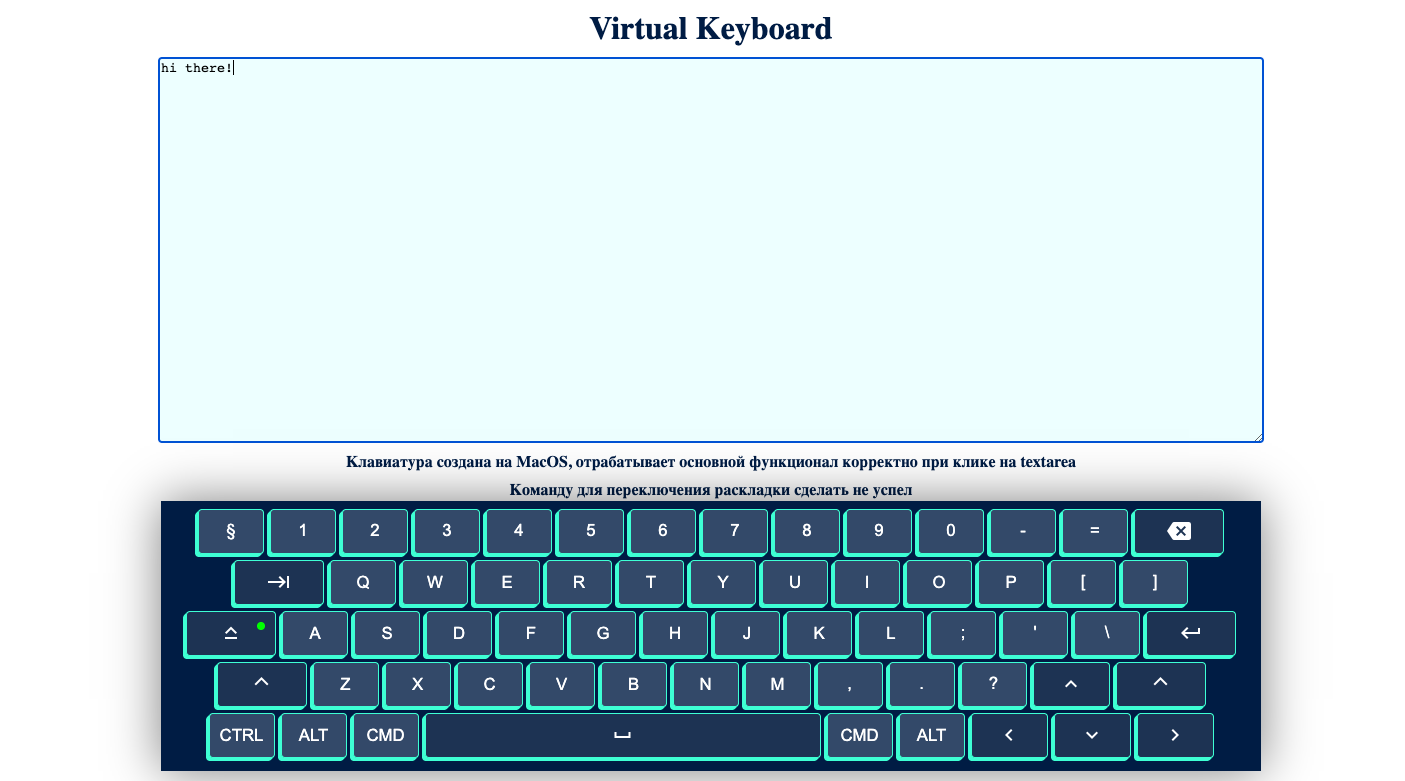 Virtual Keyboard
hi there!
Клавиатура создана на MacOS, отрабатывает основной функционал корректно при клике на textarea
Команду для переключения раскладки сделать не успел
§ 1 2 3 4 5 6 7 8 9 0 - =
Q W E R T Y U I O P [ ]
A S D F G H J K L ; ' \
Z X C V B N M , . ?
CTRL ALT CMD CMD ALT